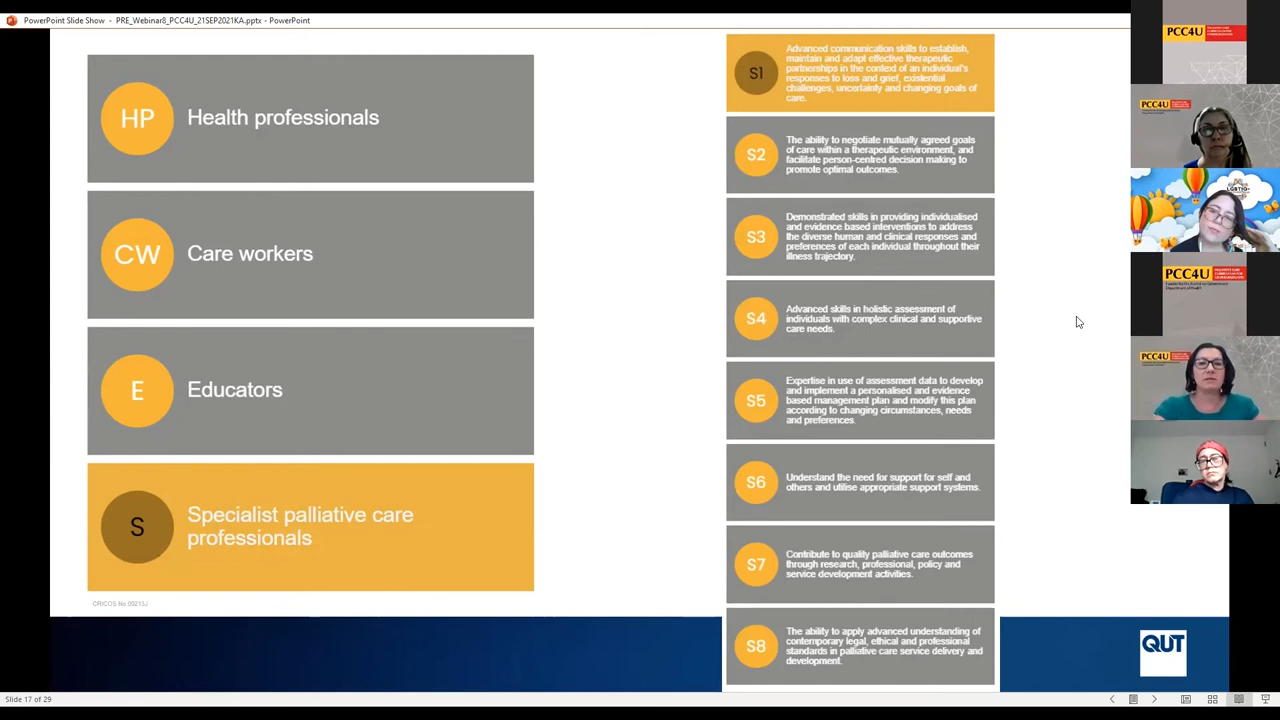 PowerPoint Slide Show - PRE_Webinar8_PCC4U_21SEP2021KA.pptx - PowerPoint
HP
Health professionals
CW
Care workers
E
Educators
S
Specialist palliative care
professionals
CRICOS No.00213J
S1
Advanced communication skills to establish,
maintain and adapt effective therapeutic
partnerships in the context of an individual's
responses to loss and grief, existential
challenges, uncertainty and changing goals of
care.
S2
The ability to negotiate mutually agreed goals
of care within a therapeutic environment, and
facilitate person-centred decision making to
promote optimal outcomes.
S3
Demonstrated skills in providing individualised
and evidence based interventions to address
the diverse human and clinical responses and
preferences of each individual throughout their
illness trajectory.
S4
Advanced skills in holistic assessment of
individuals with complex clinical and supportive
care needs.
S5
Expertise in use of assessment data to develop
and implement a personalised and evidence
based management plan and modify this plan
according to changing circumstances, needs
and preferences.
S6
Understand the need for support for self and
others and utilise appropriate support systems.
S7
Contribute to quality palliative care outcomes
through research, professional, policy and
service development activities.
S8
The ability to apply advanced understanding of
contemporary legal, ethical and professional
standards in palliative care service delivery and
development.
QUT
Slide 17 of 29
PCC4U
PCC4U
LGBTIQ+
PCC4U
PCC4U